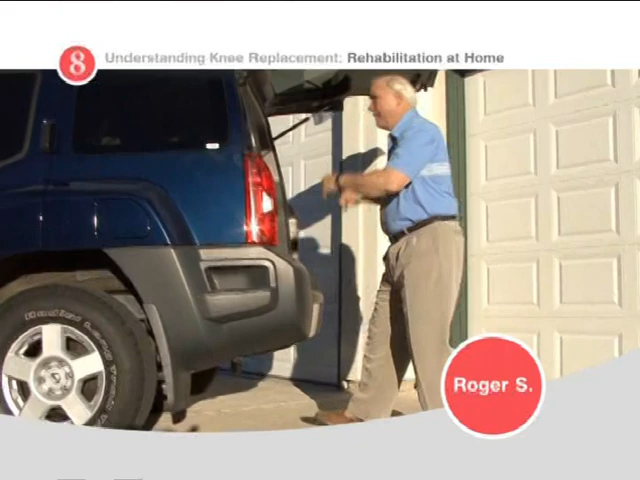 8
Understanding Knee Replacement: Rehabilitation at Home
Roger S.